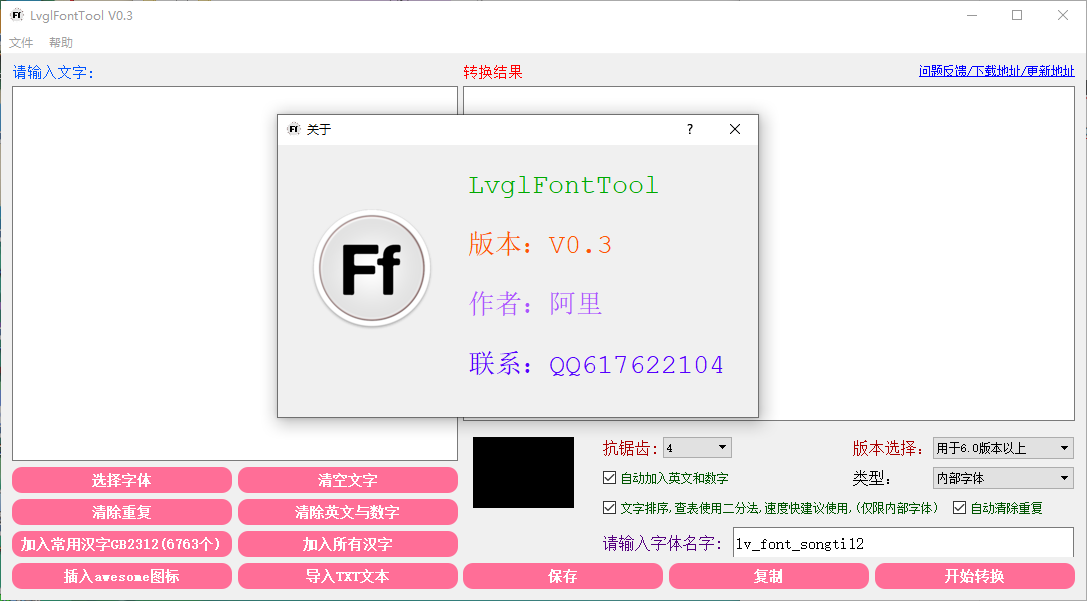 LvglFontTool V0.3
文件 帮助
请输入文字:
转换结果
问题反馈/下载地址/更新地址
关于
?
Ff
LvglFontTool
版本: V0.3
作者: 阿里
联系: QQ617622104
抗锯齿: 4
版本选择: 用于6.0版本以上
自动加入英文和数字
类型: 内部字体
文字排序,查表使用二分法,速度快建议使用,(仅限内部字体)
自动清除重复
请输入字体名字: lv_font_songti12
选择字体
清空文字
清除重复
清除英文与数字
加入常用汉字GB2312(6763个)
加入所有汉字
插入awesome图标
导入TXT文本
保存
复制
开始转换